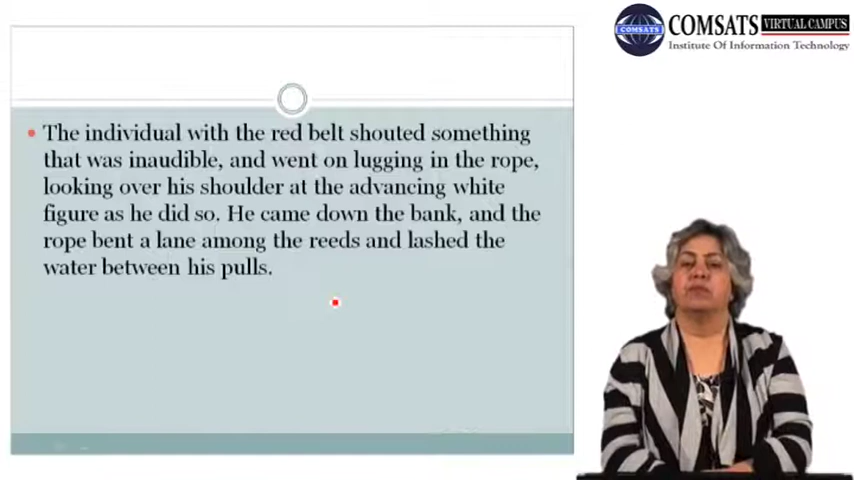 COMSATS VIRTUAL CAMPUS
COMSATS Institute Of Information Technology
The individual with the red belt shouted something
that was inaudible, and went on lugging in the rope,
looking over his shoulder at the advancing white
figure as he did so. He came down the bank, and the
rope bent a lane among the reeds and lashed the
water between his pulls.